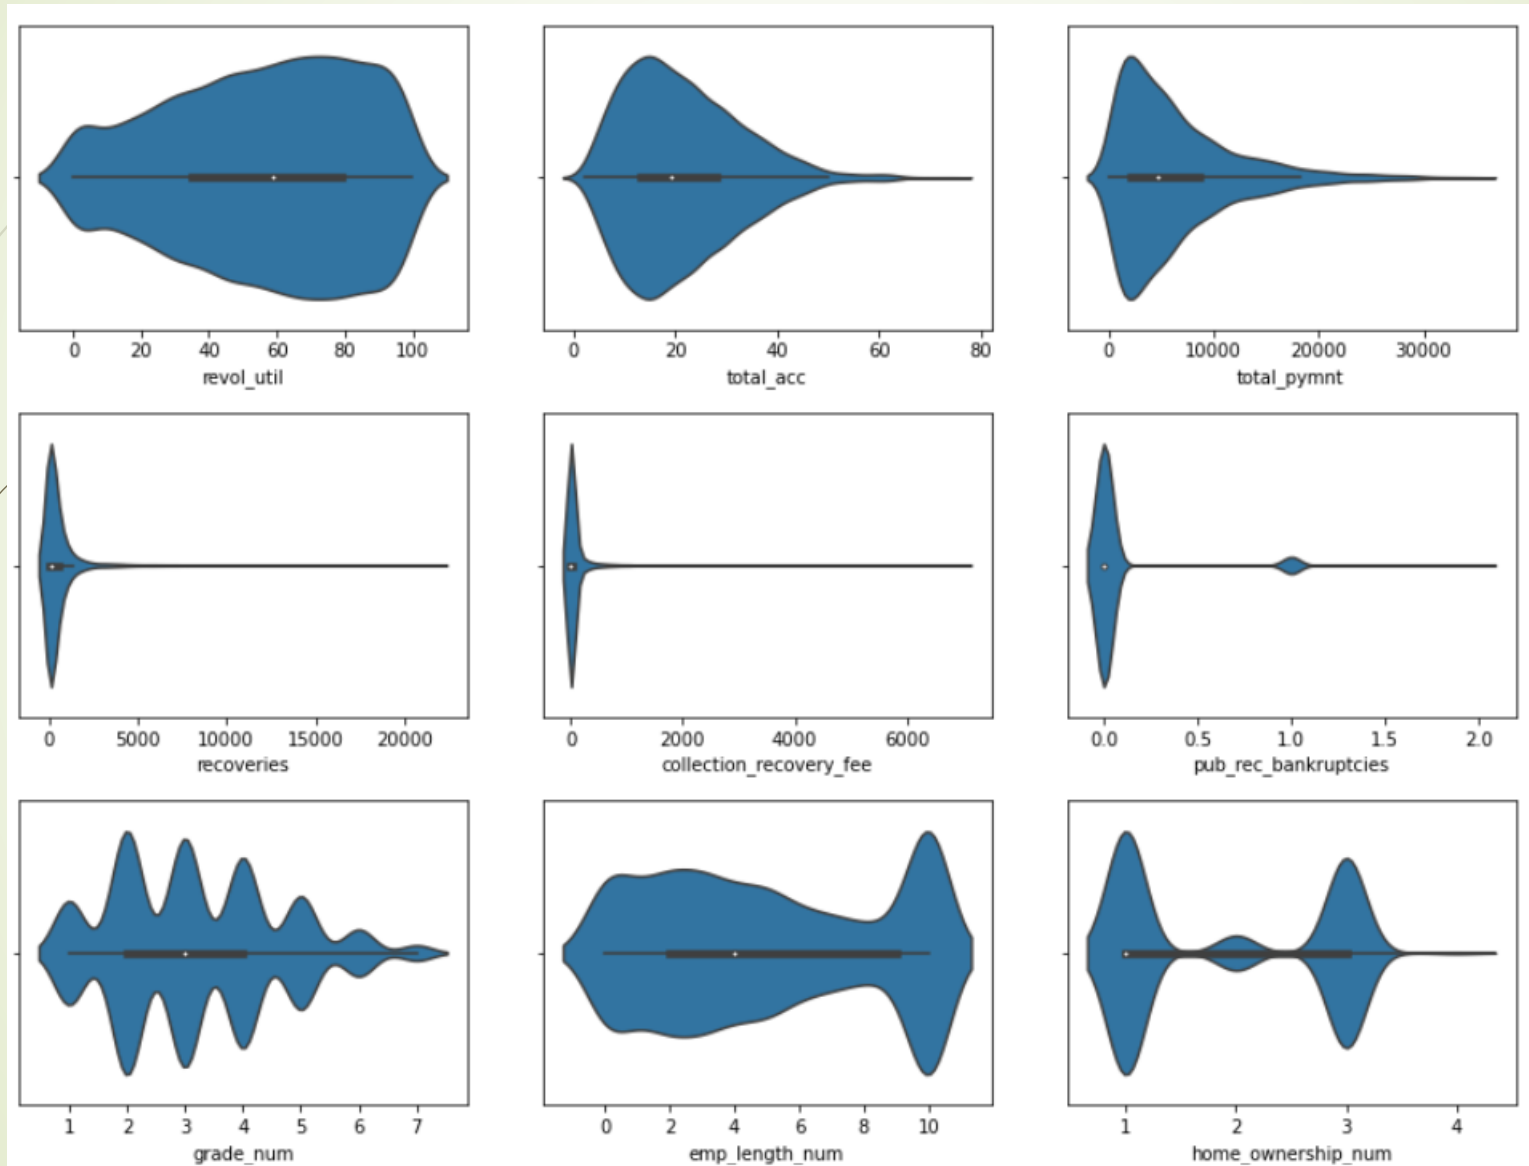 0 20 40 60 80 100
revol_util
0 20 40 60 80
total_acc
0 10000 20000 30000
total_pymnt
0 5000 10000 15000 20000
recoveries
0 2000 4000 6000
collection_recovery_fee
0.0 0.5 1.0 1.5 2.0
pub_rec_bankruptcies
1 2 3 4 5 6 7
grade_num
0 2 4 6 8 10
emp_length_num
1 2 3 4
home_ownership_num